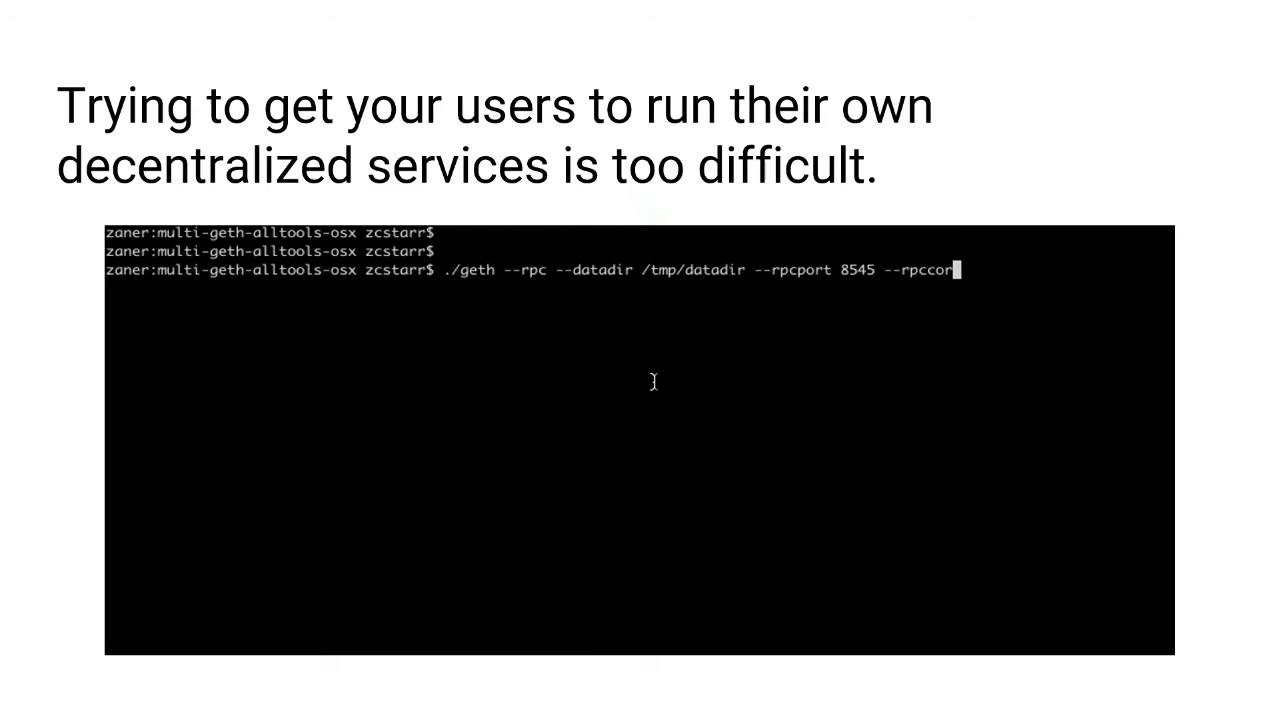 Trying to get your users to run their own
decentralized services is too difficult.
zaner:multi-geth-alltools-osx zcstarr$
zaner:multi-geth-alltools-osx zcstarr$
zaner:multi-geth-alltools-osx zcstarr$ ./geth --rpc --datadir /tmp/datadir --rpcport 8545 --rpccor